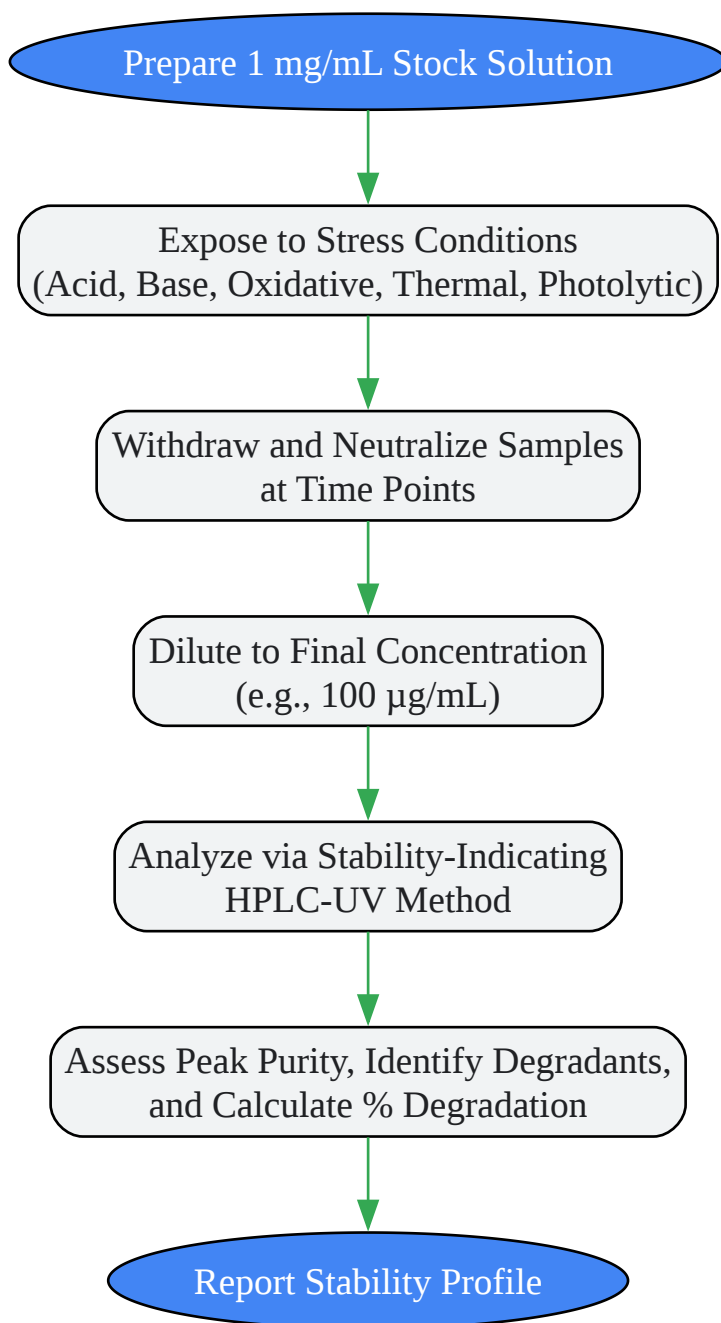 Prepare 1 mg/mL Stock Solution
Expose to Stress Conditions
(Acid, Base, Oxidative, Thermal, Photolytic)
Withdraw and Neutralize Samples
at Time Points
Dilute to Final Concentration
(e.g., 100 µg/mL)
Analyze via Stability-Indicating
HPLC-UV Method
Assess Peak Purity, Identify Degradants,
and Calculate % Degradation
Report Stability Profile